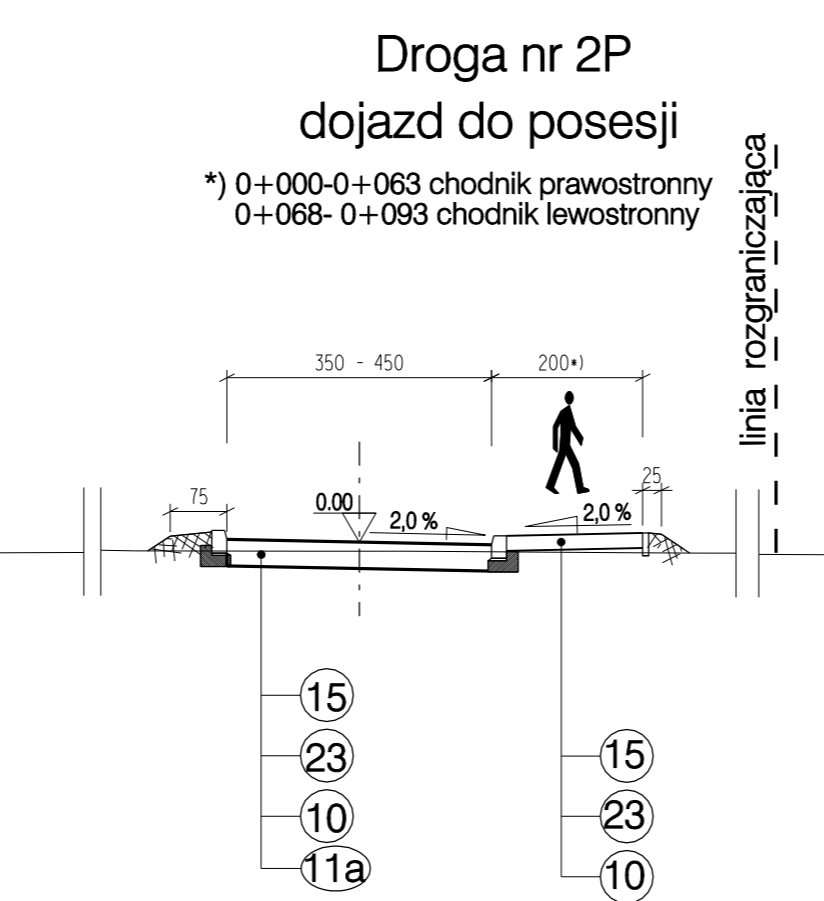 Droga nr 2P
dojazd do posesji
*) 0+000-0+063 chodnik prawostronny
0+068- 0+093 chodnik lewostronny
linia rozgraniczająca
350 - 450
200*)
75
25
0.00
2,0 %
2,0 %
15
23
10
11a
15
23
10